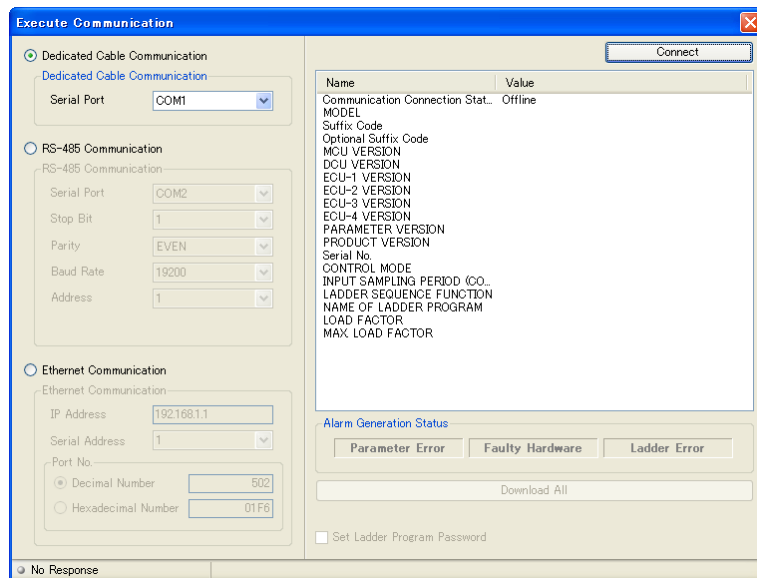 Execute Communication
Dedicated Cable Communication
Dedicated Cable Communication
Serial Port COM1
RS-485 Communication
RS-485 Communication
Serial Port COM2
Stop Bit 1
Parity EVEN
Baud Rate 19200
Address 1
Ethernet Communication
Ethernet Communication
IP Address 192.168.1.1
Serial Address 1
Port No.
Decimal Number 502
Hexadecimal Number 01F6
Connect
Name Value
Communication Connection Stat... Offline
MODEL
Suffix Code
Optional Suffix Code
MCU VERSION
DCU VERSION
ECU-1 VERSION
ECU-2 VERSION
ECU-3 VERSION
ECU-4 VERSION
PARAMETER VERSION
PRODUCT VERSION
Serial No.
CONTROL MODE
INPUT SAMPLING PERIOD (CO...
LADDER SEQUENCE FUNCTION
NAME OF LADDER PROGRAM
LOAD FACTOR
MAX. LOAD FACTOR
Alarm Generation Status
Parameter Error Faulty Hardware Ladder Error
Download All
Set Ladder Program Password
No Response